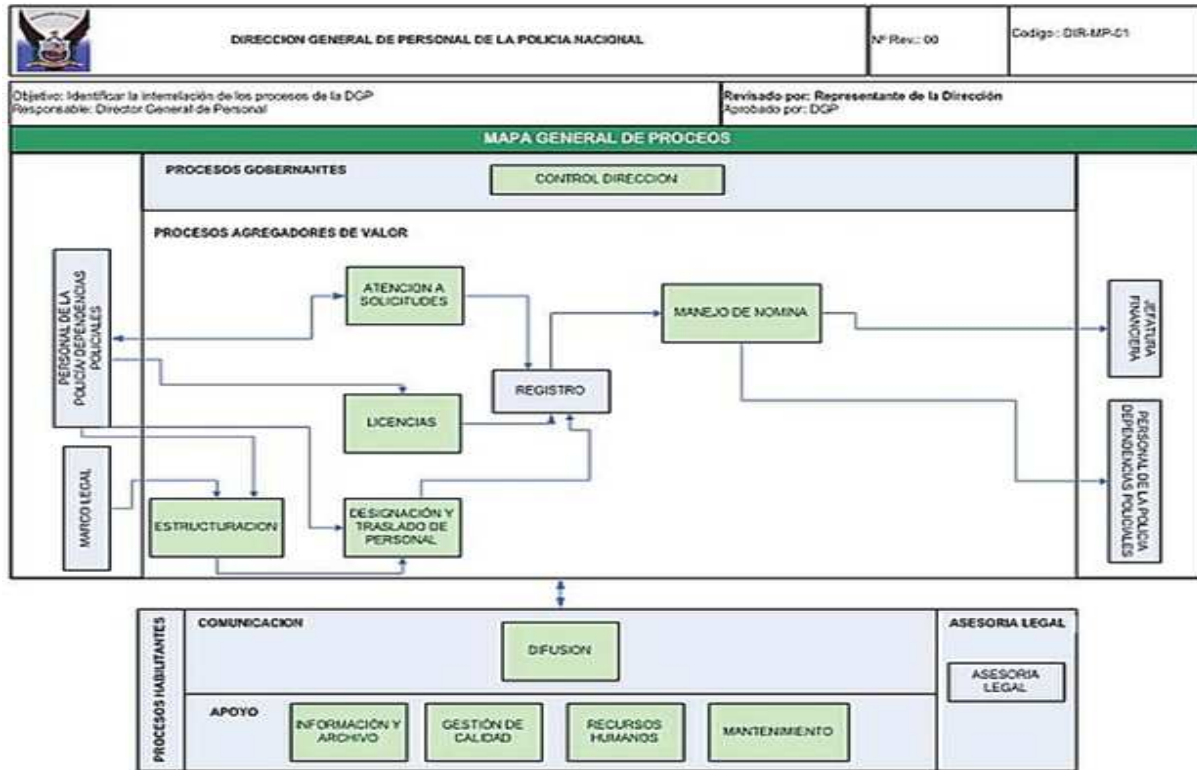 DIRECCION GENERAL DE PERSONAL DE LA POLICIA NACIONAL
Nº Rev.: 00
Codigo : DIR-MP-01
Objetivo: Identificar la interrelación de los procesos de la DGP
Responsable: Director General de Personal
Revisado por: Representante de la Dirección
Aprobado por: DGP
MAPA GENERAL DE PROCEOS
PROCESOS GOBERNANTES
CONTROL DIRECCION
PROCESOS AGREGADORES DE VALOR
PERSONAL DE LA
POLICÍA/ DEPENDENCIAS
POLICIALES
MARCO LEGAL
ATENCION A
SOLICITUDES
LICENCIAS
ESTRUCTURACION
DESIGNACIÓN Y
TRASLADO DE
PERSONAL
REGISTRO
MANEJO DE NOMINA
JEFATURA
FINANCIERA
PERSONAL DE LA POLICIA
DEPENDENCIAS POLICIALES
PROCESOS HABILITANTES
COMUNICACION
DIFUSION
APOYO
INFORMACIÓN Y
ARCHIVO
GESTIÓN DE
CALIDAD
RECURSOS
HUMANOS
MANTENIMIENTO
ASESORIA LEGAL
ASESORIA
LEGAL